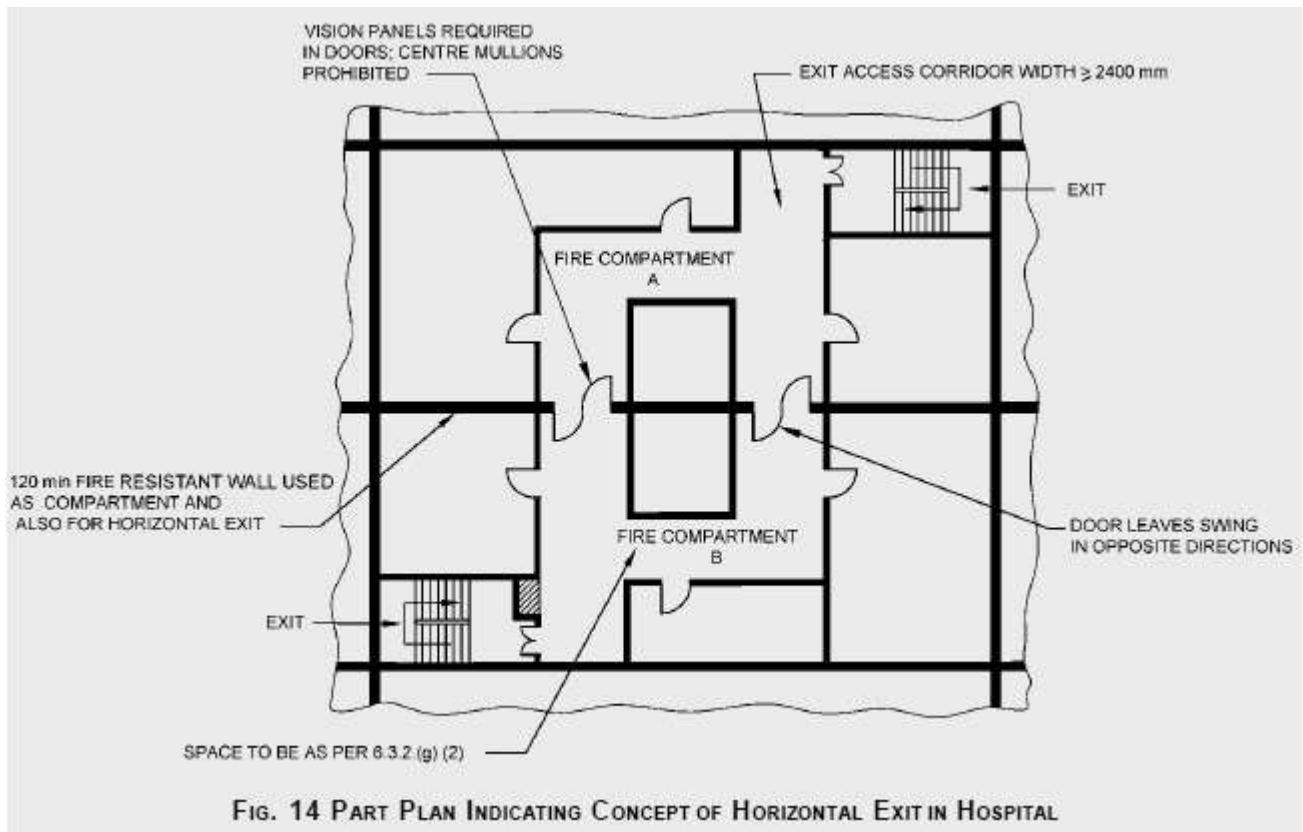 VISION PANELS REQUIRED
IN DOORS; CENTRE MULLIONS
PROHIBITED
EXIT ACCESS CORRIDOR WIDTH ≥ 2400 mm
EXIT
FIRE COMPARTMENT
A
120 min FIRE RESISTANT WALL USED
AS COMPARTMENT AND
ALSO FOR HORIZONTAL EXIT
DOOR LEAVES SWING
IN OPPOSITE DIRECTIONS
FIRE COMPARTMENT
B
EXIT
SPACE TO BE AS PER 6.3.2.(g) (2)
FIG. 14 PART PLAN INDICATING CONCEPT OF HORIZONTAL EXIT IN HOSPITAL